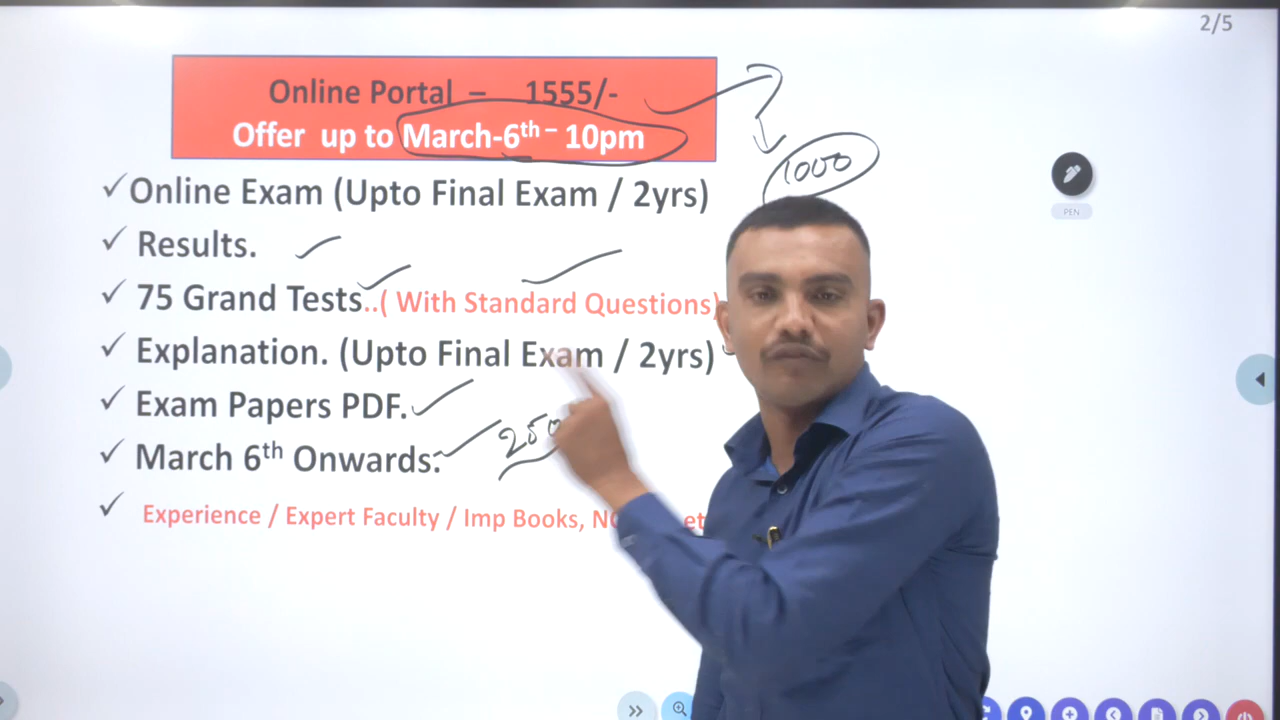 2/5
Online Portal – 1555/-
Offer up to March-6th – 10pm
1000
✓ Online Exam (Upto Final Exam / 2yrs)
PEN
✓ Results.
✓ 75 Grand Tests..( With Standard Questions)
✓ Explanation. (Upto Final Exam / 2yrs)
✓ Exam Papers PDF.
✓ March 6th Onwards.
✓ Experience / Expert Faculty / Imp Books,